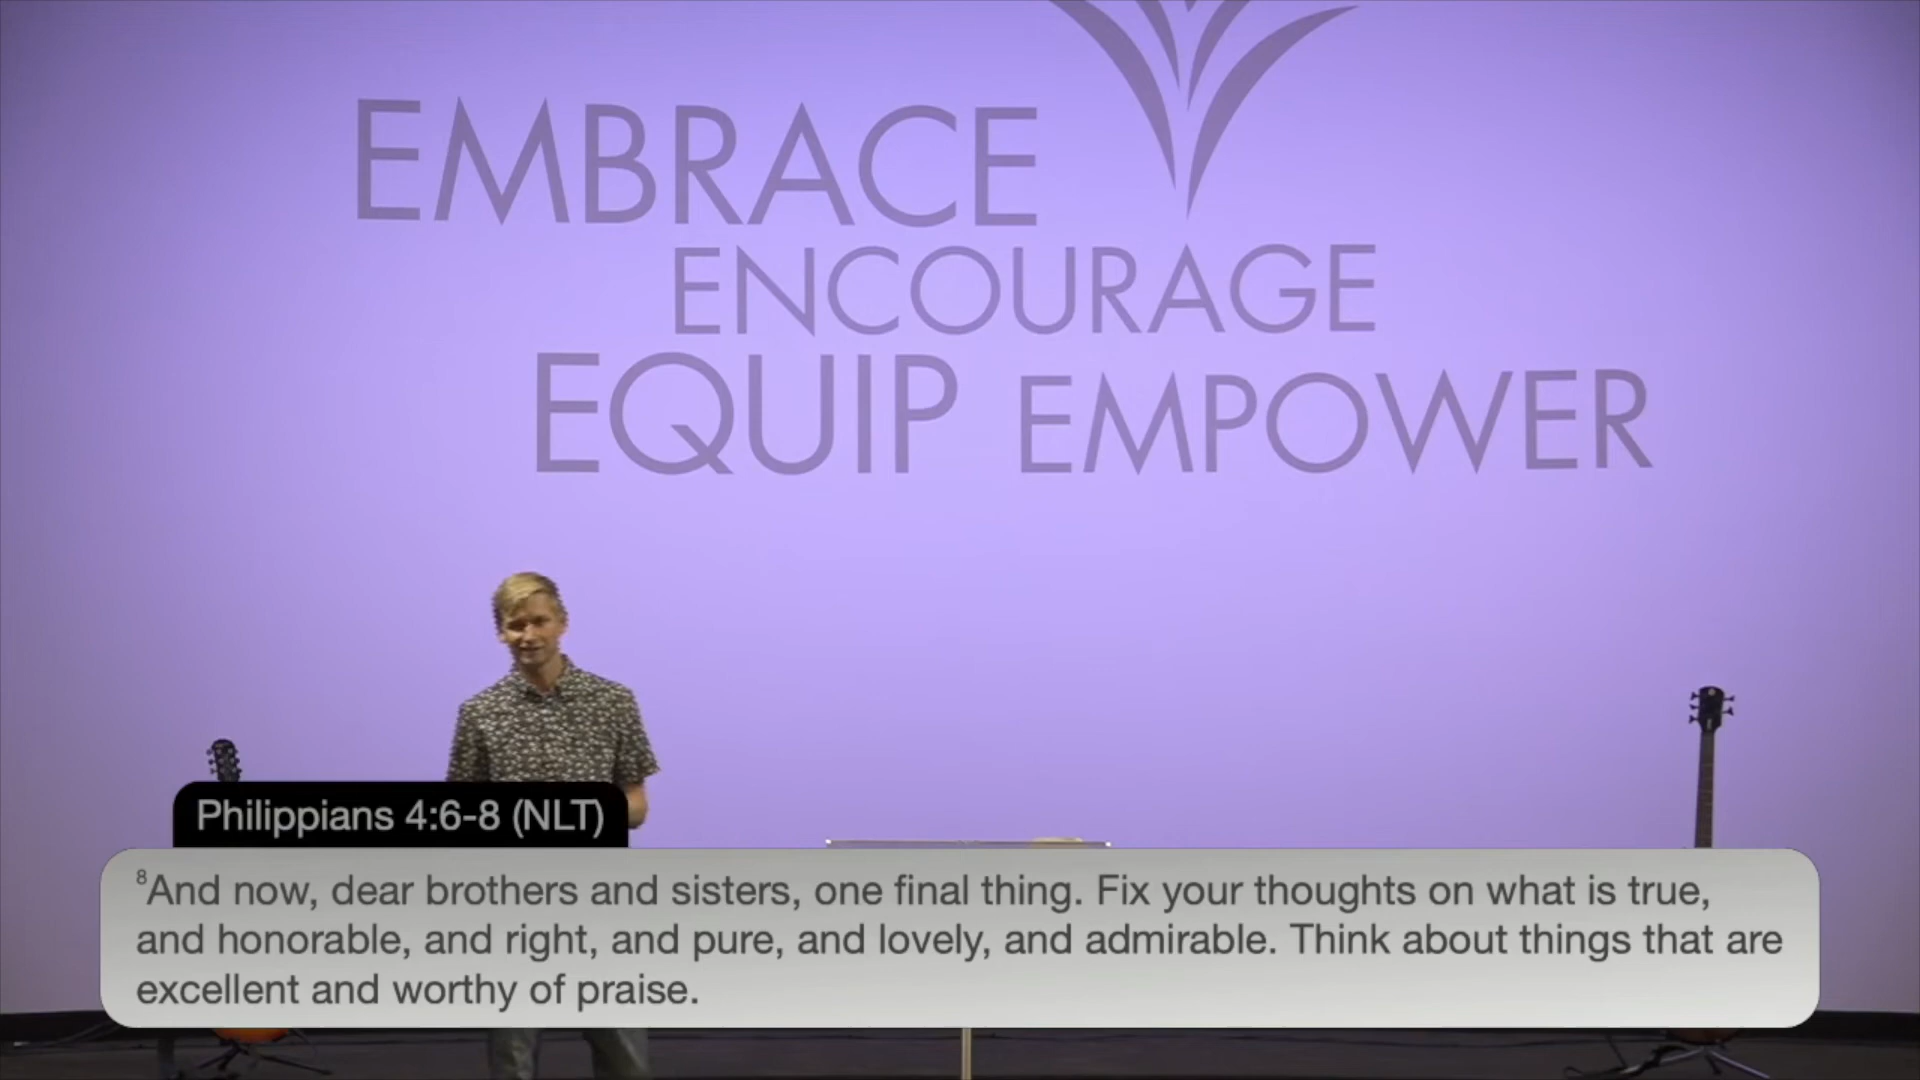 EMBRACE
ENCOURAGE
EQUIP EMPOWER
Philippians 4:6-8 (NLT)
8And now, dear brothers and sisters, one final thing. Fix your thoughts on what is true,
and honorable, and right, and pure, and lovely, and admirable. Think about things that are
excellent and worthy of praise.